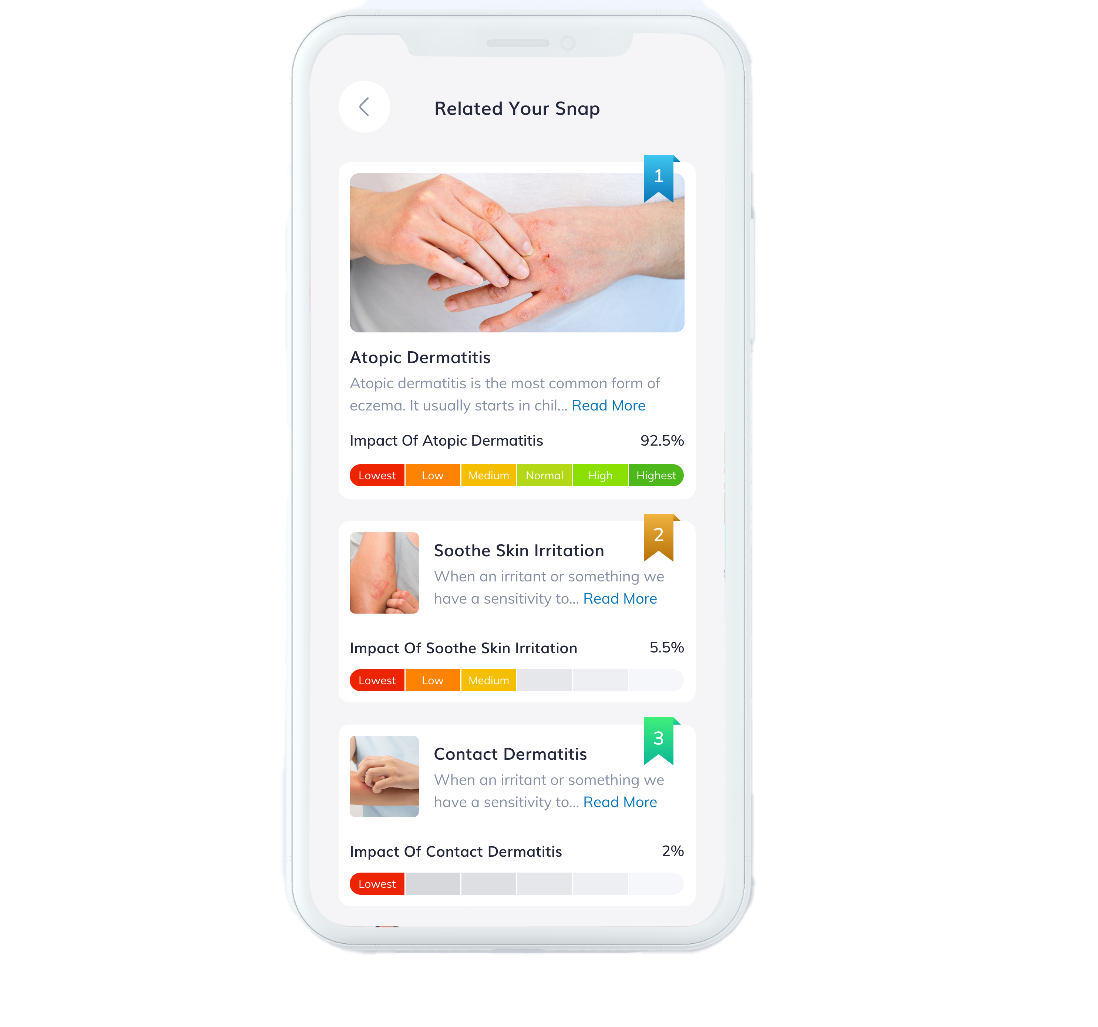 Related Your Snap
1
Atopic Dermatitis
Atopic dermatitis is the most common form of
eczema. It usually starts in chil... Read More
Impact Of Atopic Dermatitis 92.5%
Lowest Low Medium Normal High Highest
2
Soothe Skin Irritation
When an irritant or something we
have a sensitivity to... Read More
Impact Of Soothe Skin Irritation 5.5%
Lowest Low Medium
3
Contact Dermatitis
When an irritant or something we
have a sensitivity to... Read More
Impact Of Contact Dermatitis 2%
Lowest